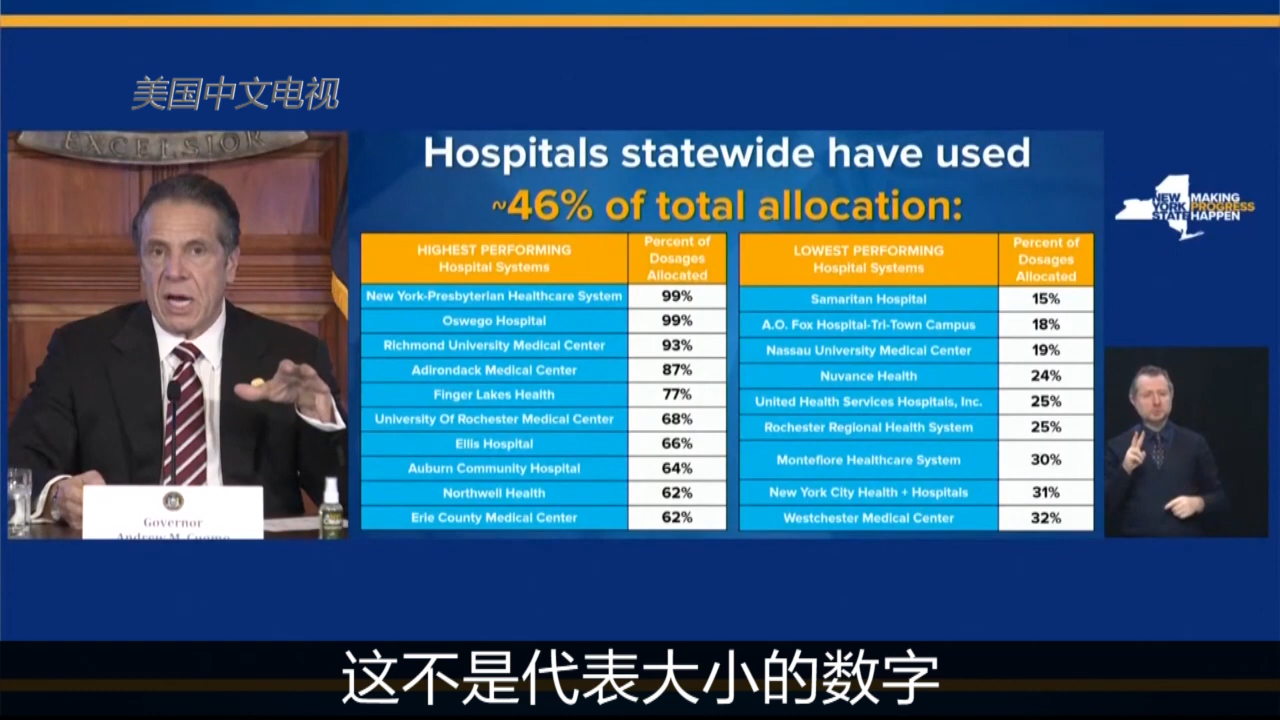 美国中文电视
EXCELSIOR
Hospitals statewide have used
~46% of total allocation:
HIGHEST PERFORMING
Hospital Systems
Percent of
Dosages
Allocated
New York-Presbyterian Healthcare System 99%
Oswego Hospital 99%
Richmond University Medical Center 93%
Adirondack Medical Center 87%
Finger Lakes Health 77%
University Of Rochester Medical Center 68%
Ellis Hospital 66%
Auburn Community Hospital 64%
Northwell Health 62%
Erie County Medical Center 62%
LOWEST PERFORMING
Hospital Systems
Percent of
Dosages
Allocated
Samaritan Hospital 15%
A.O. Fox Hospital-Tri-Town Campus 18%
Nassau University Medical Center 19%
Nuvance Health 24%
United Health Services Hospitals, Inc. 25%
Rochester Regional Health System 25%
Montefiore Healthcare System 30%
New York City Health + Hospitals 31%
Westchester Medical Center 32%
NEW
YORK
STATE
MAKING
PROGRESS
HAPPEN
Governor
Andrew M. Cuomo
这不是代表大小的数字